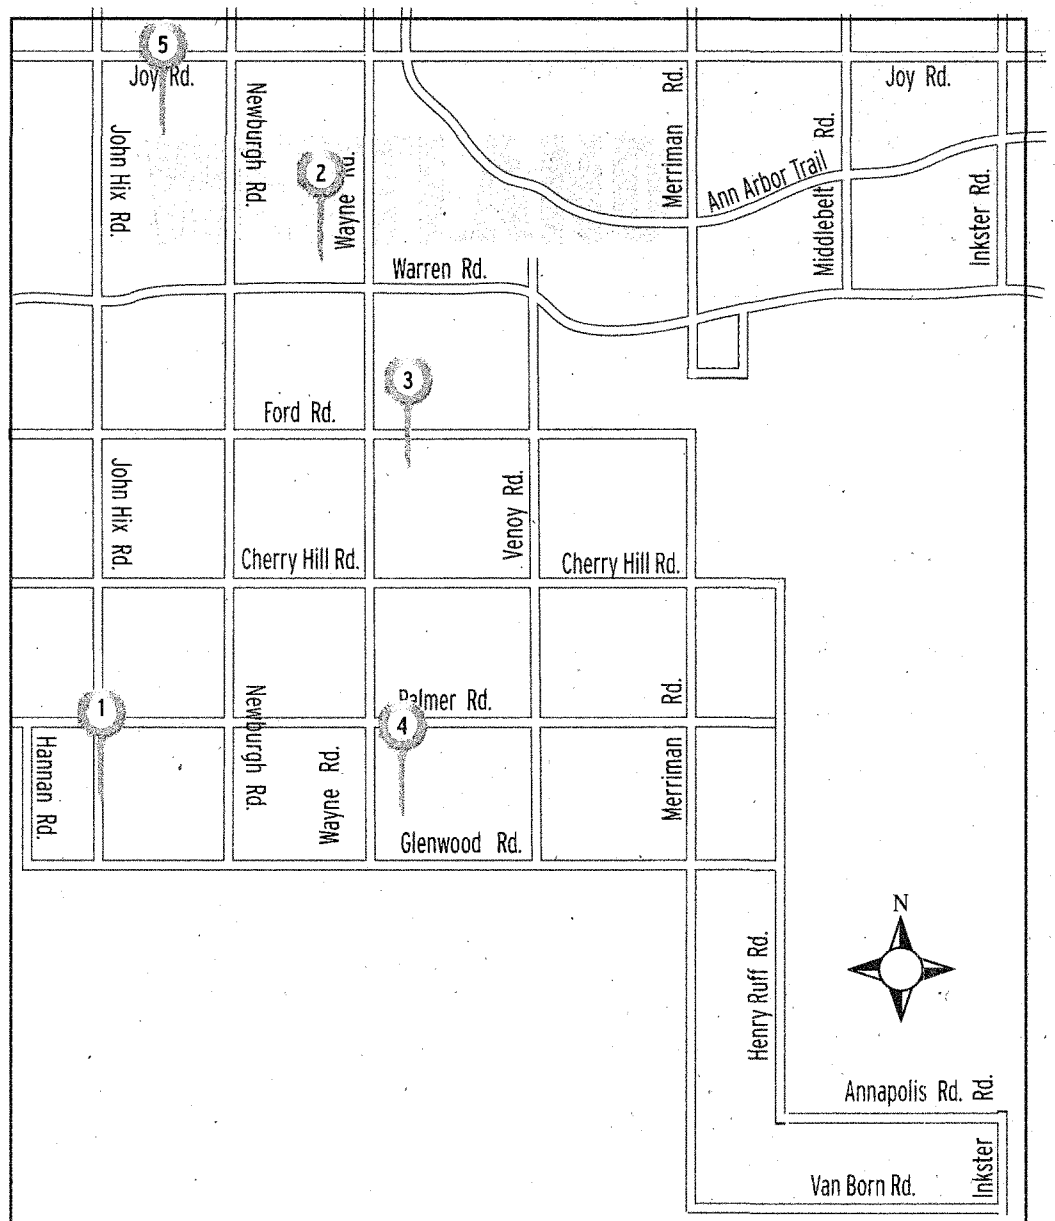 5
Joy Rd.
Joy Rd.
John Hix Rd.
Newburgh Rd.
2
Wayne Rd.
Merriman Rd.
Ann Arbor Trail
Middlebelt Rd.
Inkster Rd.
Warren Rd.
3
Ford Rd.
John Hix Rd.
Venoy Rd.
Cherry Hill Rd.
Cherry Hill Rd.
1
Newburgh Rd.
Palmer Rd.
4
Merriman Rd.
Hannan Rd.
Wayne Rd.
Glenwood Rd.
N
Henry Ruff Rd.
Annapolis Rd.
Inkster Rd.
Van Born Rd.